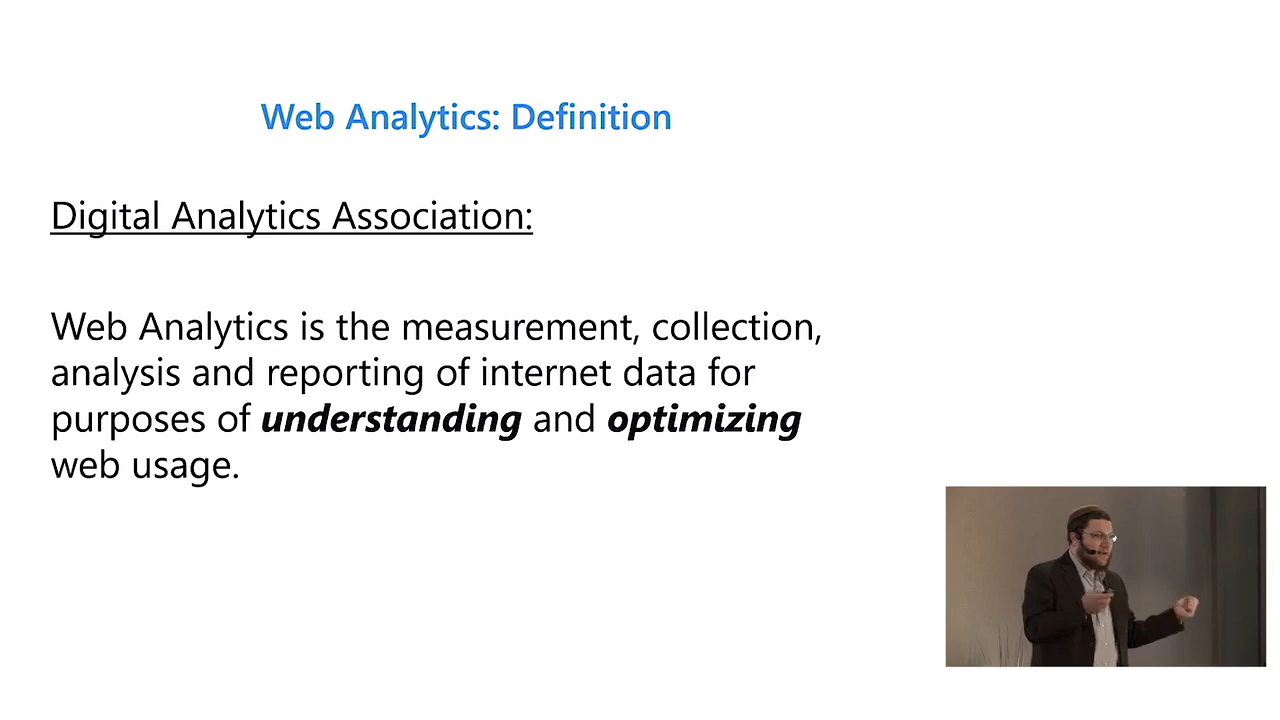 Web Analytics: Definition
Digital Analytics Association:
Web Analytics is the measurement, collection,
analysis and reporting of internet data for
purposes of understanding and optimizing
web usage.